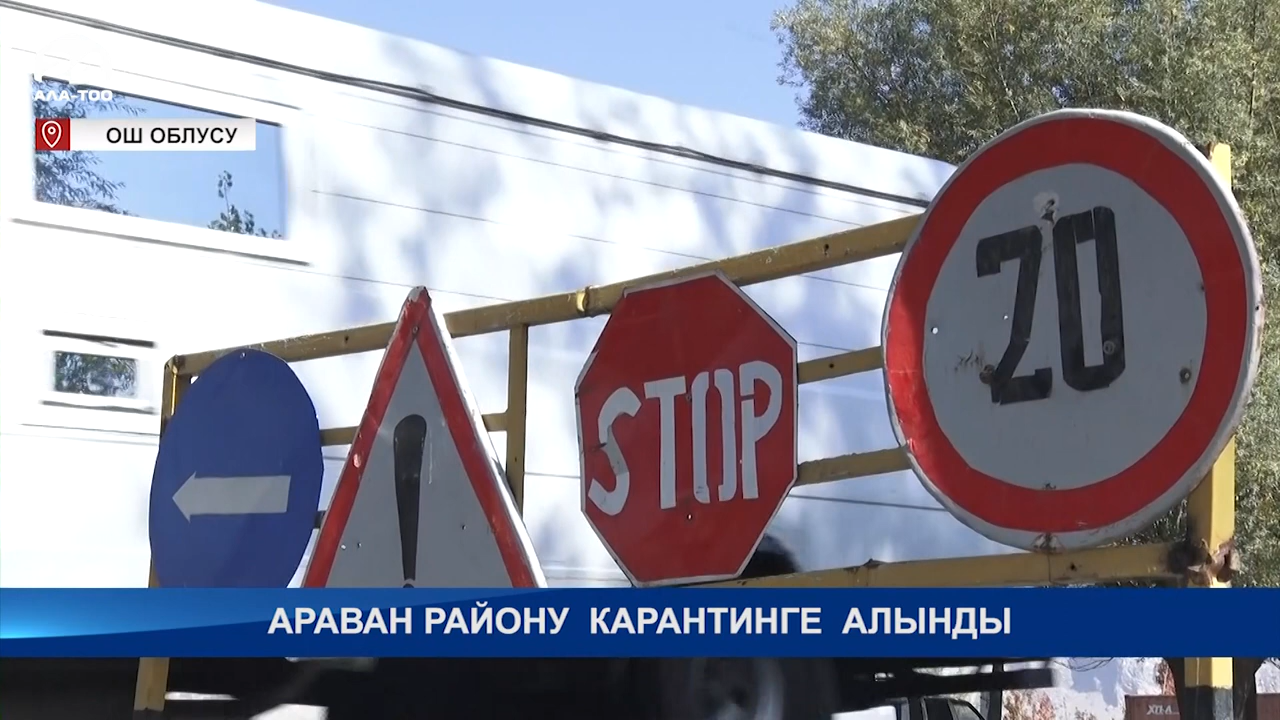 АЛА-ТОО
ОШ ОБЛУСУ
STOP
20
АРАВАН РАЙОНУ КАРАНТИНГЕ АЛЫНДЫ